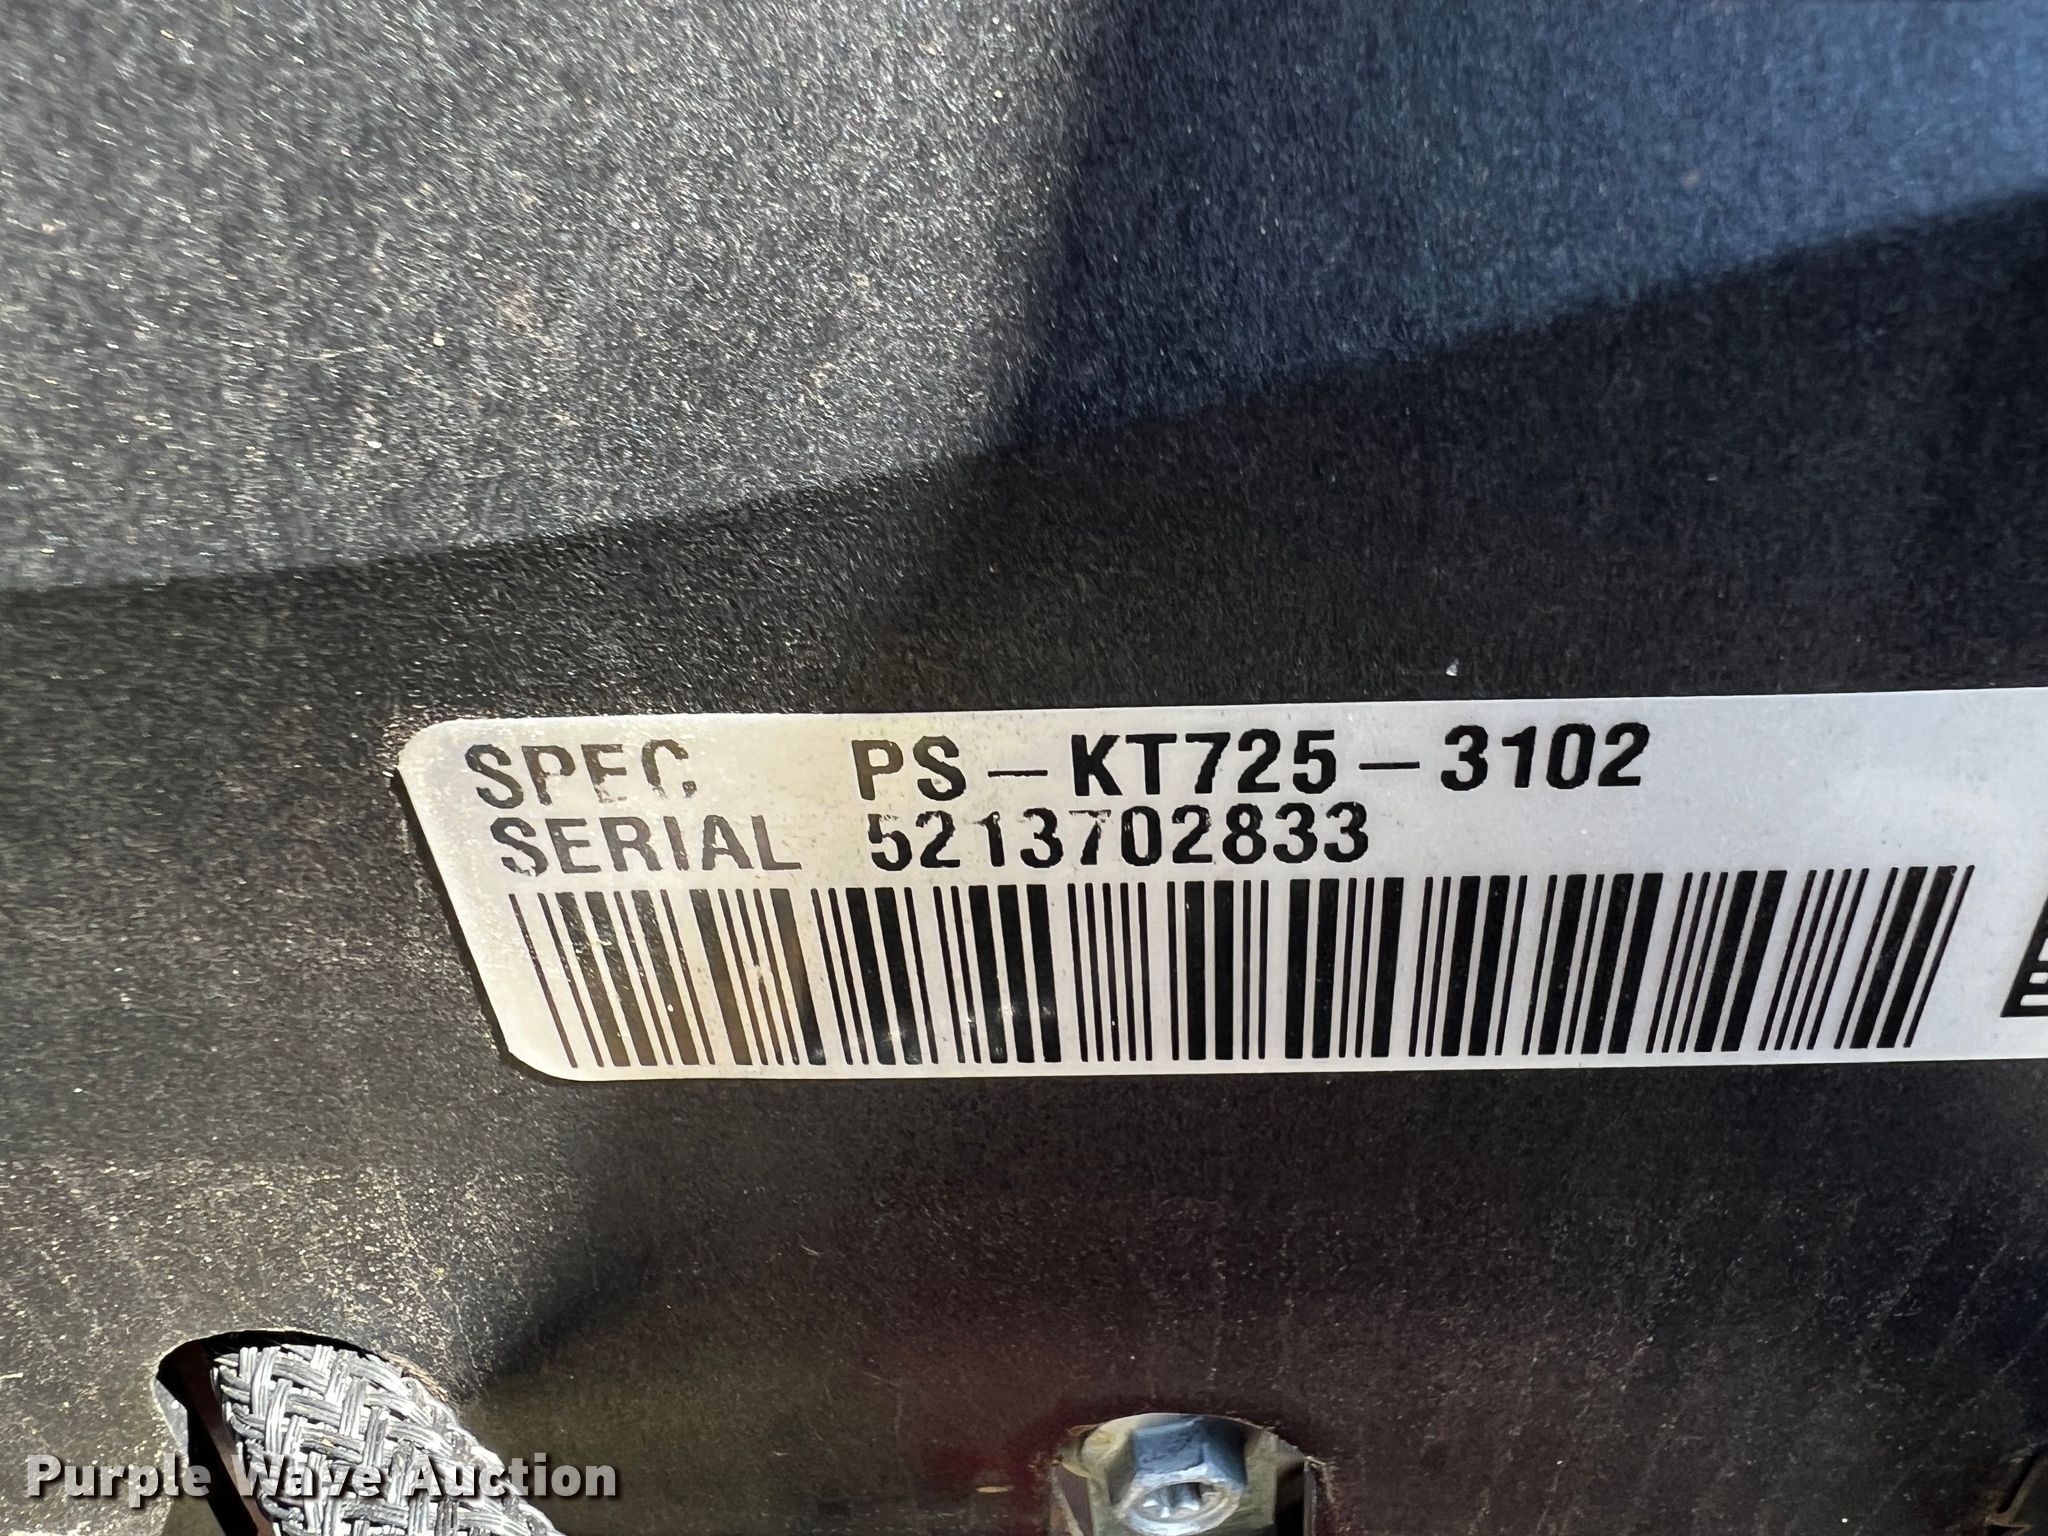 SPEC PS-KT725-3102
SERIAL 5213702833
Purple Wave Auction